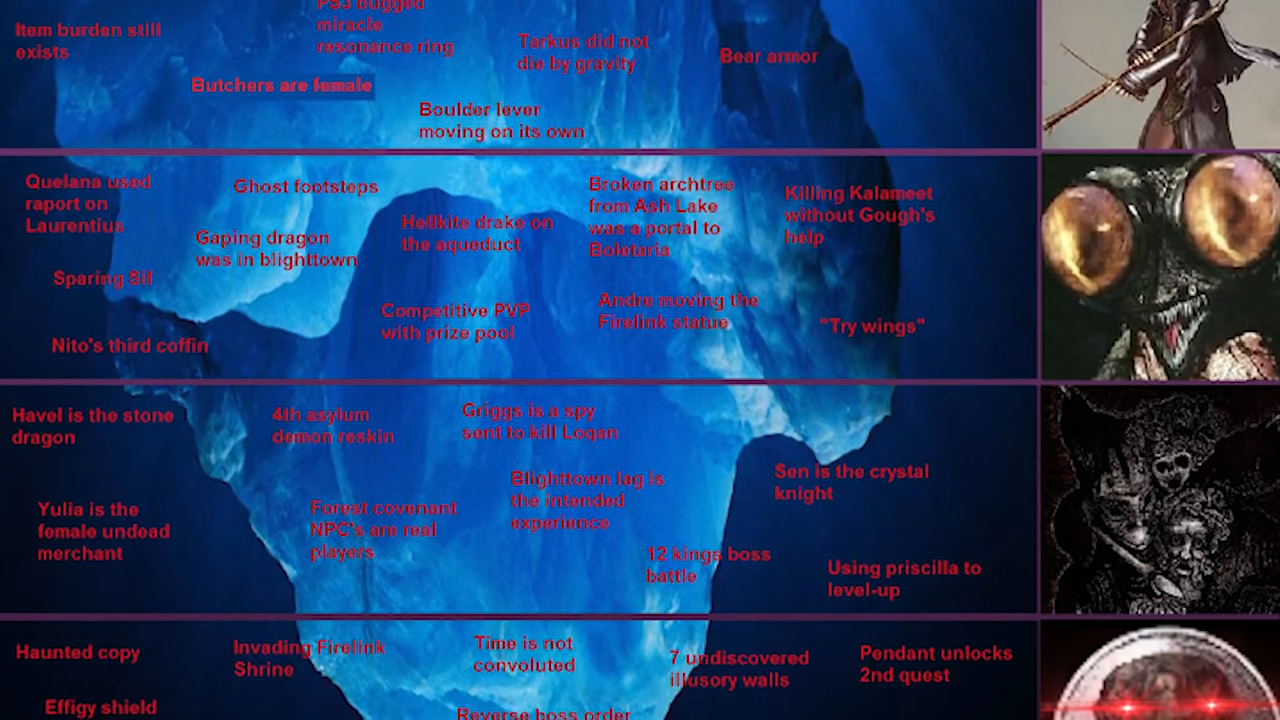 PS3 bugged
miracle
resonance ring
Item burden still
exists
Tarkus did not
die by gravity
Bear armor
Butchers are female
Boulder lever
moving on its own
Quelana used
raport on
Laurentius
Ghost footsteps
Broken archtree
from Ash Lake
was a portal to
Boletaria
Killing Kalameet
without Gough's
help
Gaping dragon
was in blighttown
Hellkite drake on
the aqueduct
Sparing Sif
Competitive PVP
with prize pool
Andre moving the
Firelink statue
"Try wings"
Nito's third coffin
Havel is the stone
dragon
4th asylum
demon reskin
Griggs is a spy
sent to kill Logan
Sen is the crystal
knight
Blighttown lag is
the intended
experience
Yulia is the
female undead
merchant
Forest covenant
NPC's are real
players
12 kings boss
battle
Using priscilla to
level-up
Haunted copy
Invading Firelink
Shrine
Time is not
convoluted
7 undiscovered
illusory walls
Pendant unlocks
2nd quest
Effigy shield
Reverse boss order